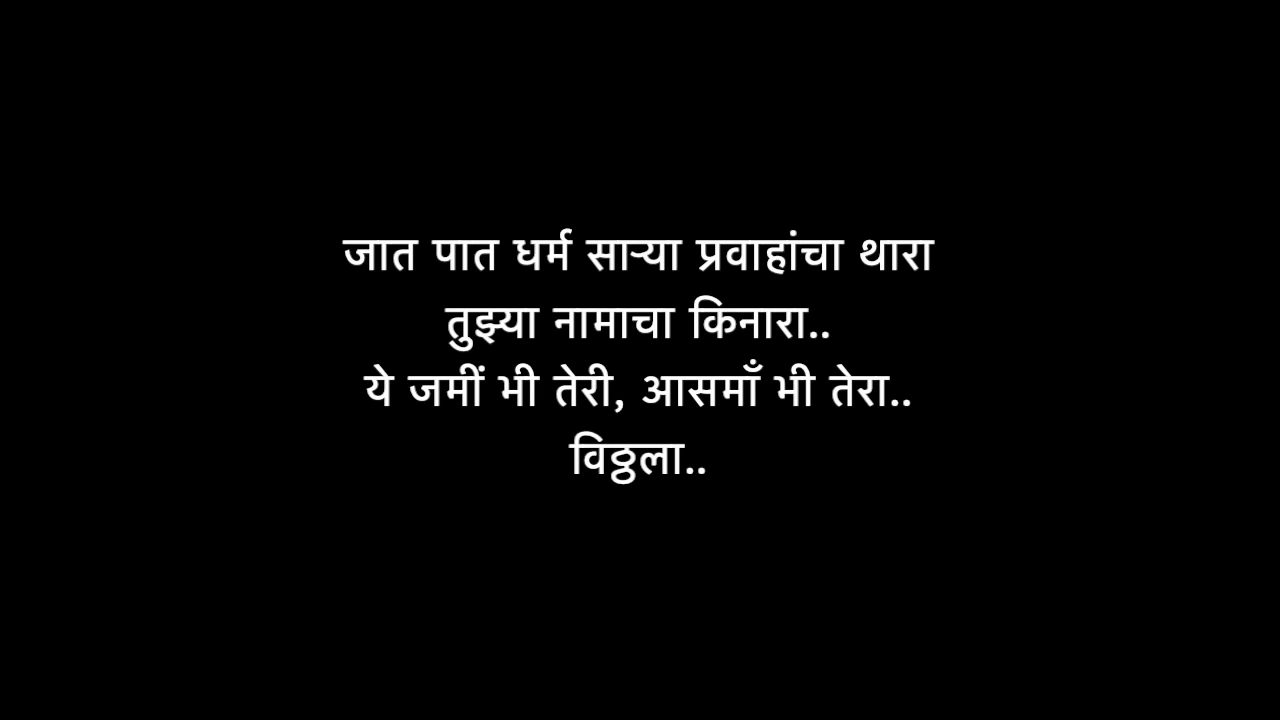 जात पात धर्म साऱ्या प्रवाहांचा थारा
तुझ्या नामाचा किनारा..
ये जमीं भी तेरी, आसमाँ भी तेरा..
विठ्ठला..